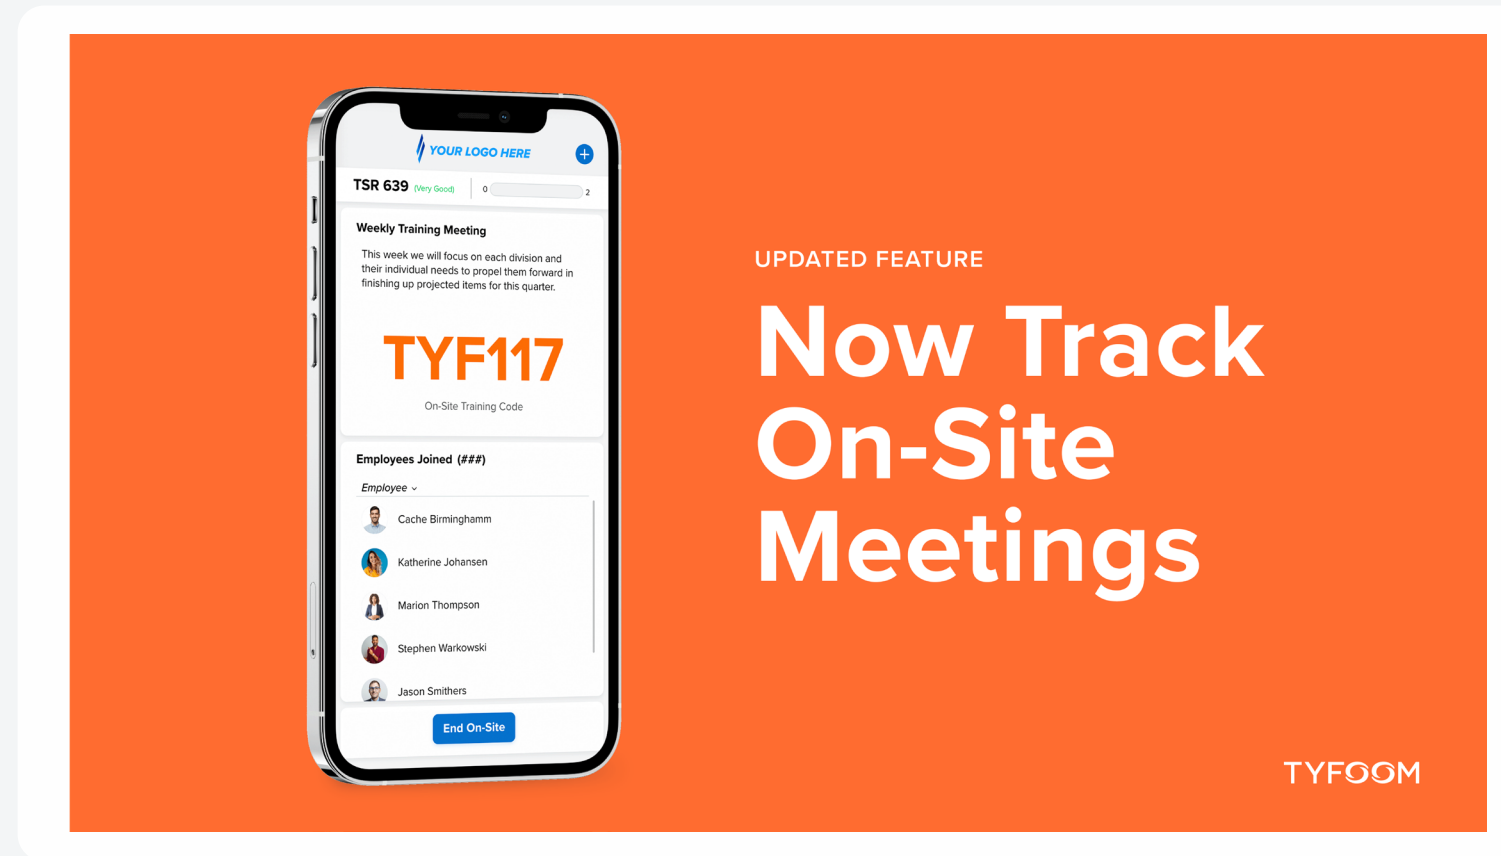 YOUR LOGO HERE
TSR 639 (Very Good) 0 2
Weekly Training Meeting
This week we will focus on each division and
their individual needs to propel them forward in
finishing up projected items for this quarter.
TYF117
On-Site Training Code
Employees Joined (###)
Employee
Cache Birminghamm
Katherine Johansen
Marion Thompson
Stephen Warkowski
Jason Smithers
End On-Site
UPDATED FEATURE
Now Track
On-Site
Meetings
TYFOOM